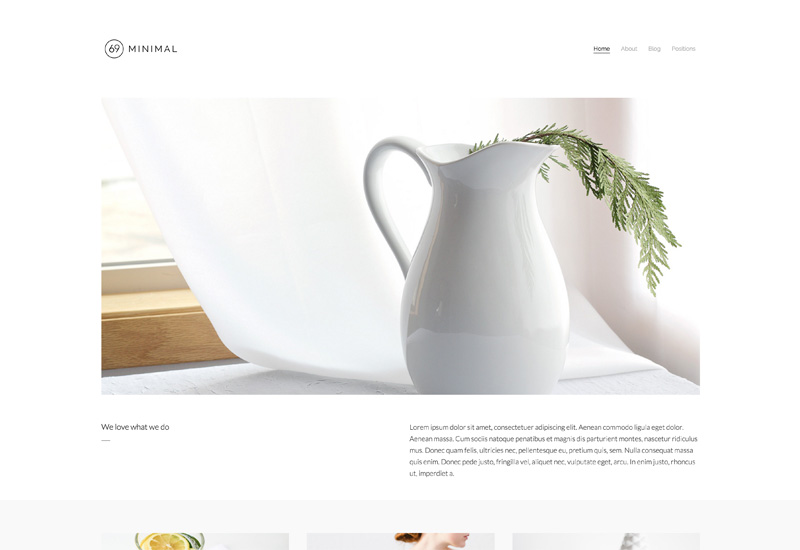 69 MINIMAL
Home About Blog Positions
We love what we do
Lorem ipsum dolor sit amet, consectetuer adipiscing elit. Aenean commodo ligula eget dolor.
Aenean massa. Cum sociis natoque penatibus et magnis dis parturient montes, nascetur ridiculus
mus. Donec quam felis, ultricies nec, pellentesque eu, pretium quis, sem. Nulla consequat massa
quis enim. Donec pede justo, fringilla vel, aliquet nec, vulputate eget, arcu. In enim justo, rhoncus
ut, imperdiet a.